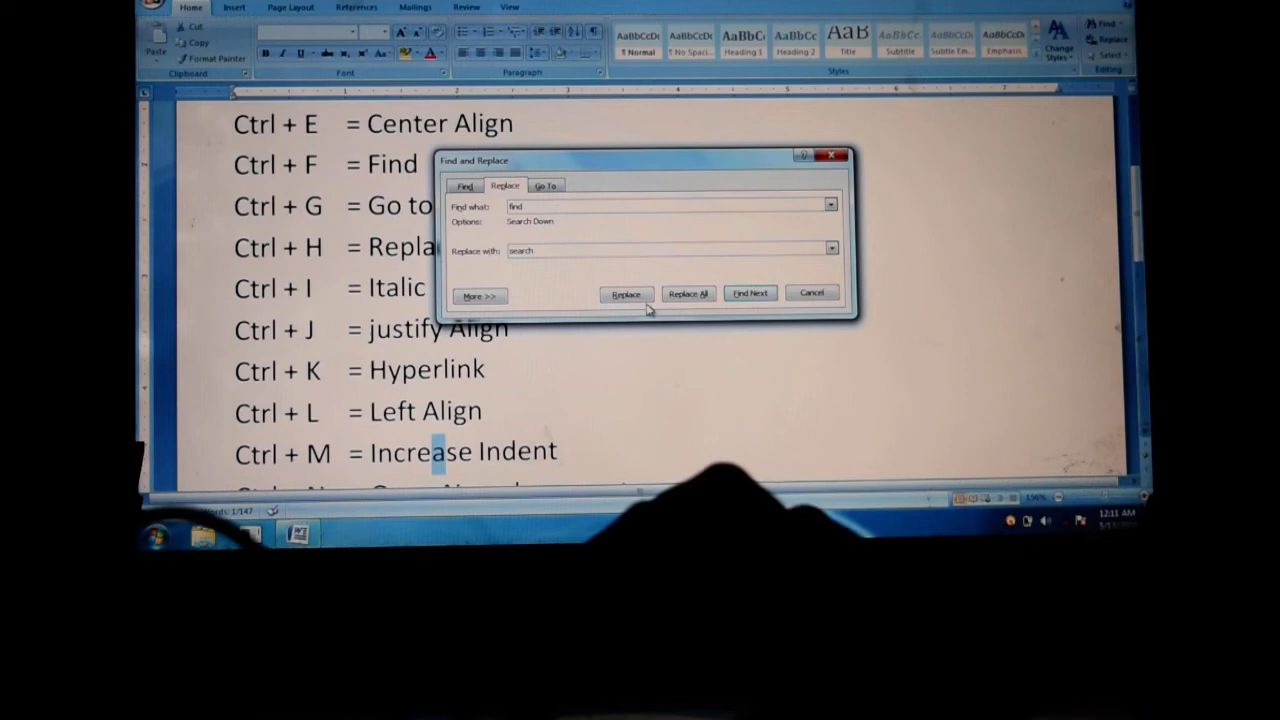 Home Insert Page Layout References Mailings Review View
Cut
Copy
Format Painter
Paste
Clipboard
Font
Paragraph
AaBbCcDc AaBbCcDc AaBbC AaBbCc AaB AaBbCc. AaBbCcDc AaBbCcDc
¶ Normal ¶ No Spaci... Heading 1 Heading 2 Title Subtitle Subtle Em... Emphasis
Change
Styles
Styles
Find
Replace
Select
Editing
Ctrl + E = Center Align
Ctrl + F = Find
Ctrl + G = Go to
Ctrl + H = Repla
Ctrl + I = Italic
Ctrl + J = justify Align
Ctrl + K = Hyperlink
Ctrl + L = Left Align
Ctrl + M = Increase Indent
Find and Replace
Find Replace Go To
Find what: find
Options: Search Down
Replace with: search
More >> Replace Replace All Find Next Cancel
Words: 1/147
156%
12:11 AM